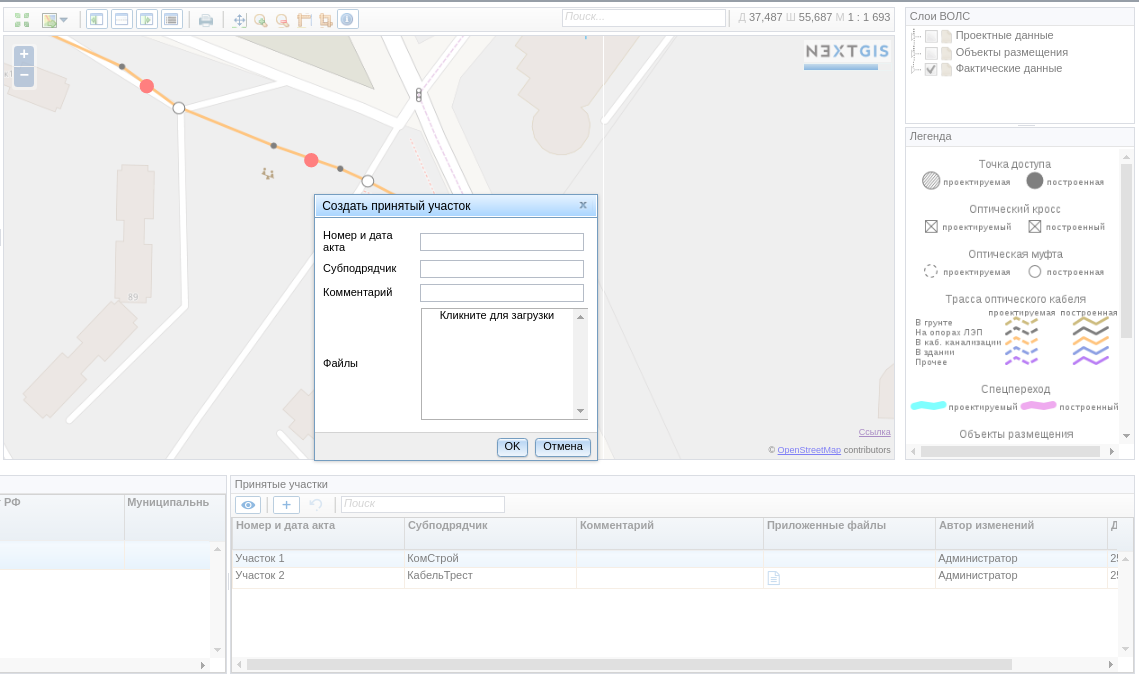 Поиск...
Д 37,487 Ш 55,687 М 1 : 1 693
Слои ВОЛС
Проектные данные
Объекты размещения
Фактические данные
+
−
NEXTGIS
89
Легенда
Точка доступа
проектируемая построенная
Оптический кросс
проектируемый построенный
Оптическая муфта
проектируемая построенная
Трасса оптического кабеля
проектируемая построенная
В грунте
На опорах ЛЭП
В каб. канализации
В здании
Прочее
Спецпереход
проектируемый построенный
Объекты размещения
Создать принятый участок
x
Номер и дата
акта
Субподрядчик
Комментарий
Кликните для загрузки
Файлы
OK Отмена
Ссылка
© OpenStreetMap contributors
РФ Муниципальнь
Принятые участки
+
Поиск
Номер и дата акта Субподрядчик Комментарий Приложенные файлы Автор изменений Д
Участок 1 КомСтрой Администратор 25
Участок 2 КабельТрест Администратор 25